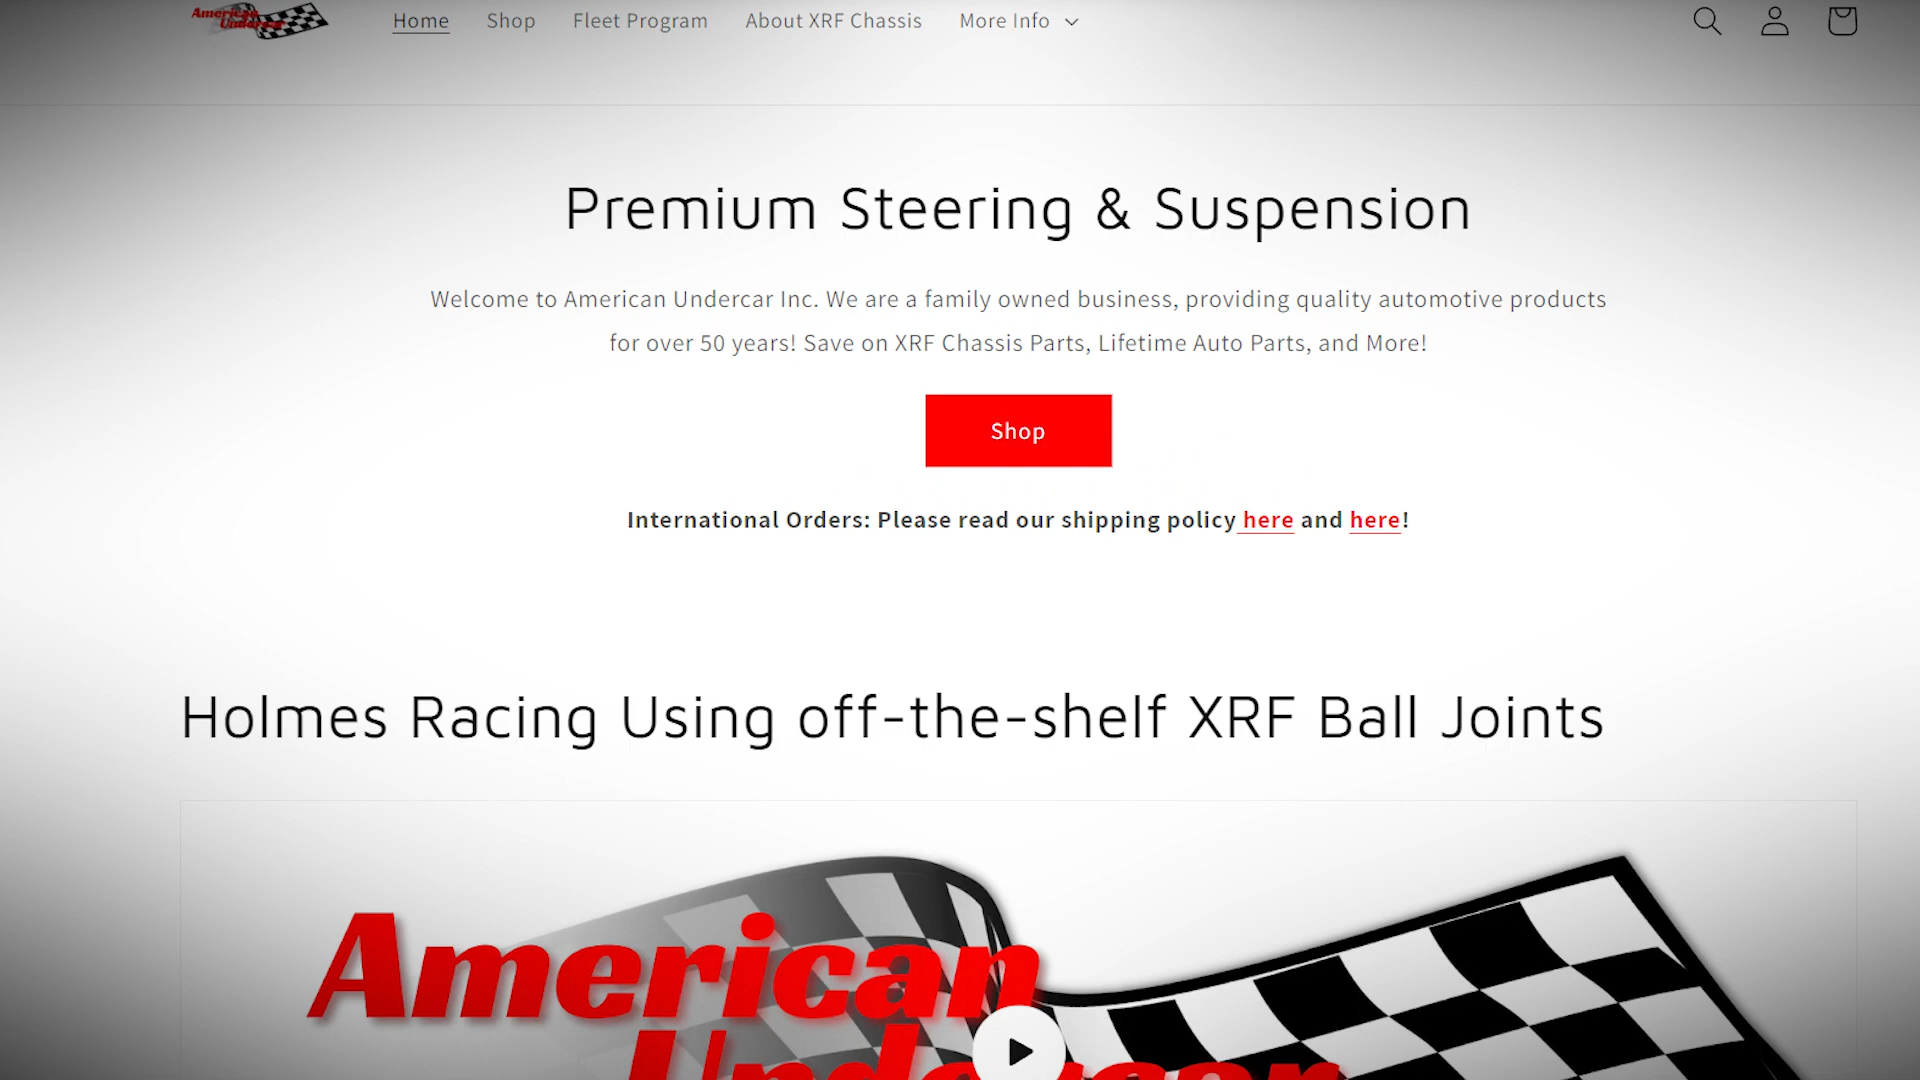 American
Undercar
Home Shop Fleet Program About XRF Chassis More Info
Premium Steering & Suspension
Welcome to American Undercar Inc. We are a family owned business, providing quality automotive products
for over 50 years! Save on XRF Chassis Parts, Lifetime Auto Parts, and More!
Shop
International Orders: Please read our shipping policy here and here!
Holmes Racing Using off-the-shelf XRF Ball Joints
American
Undercar